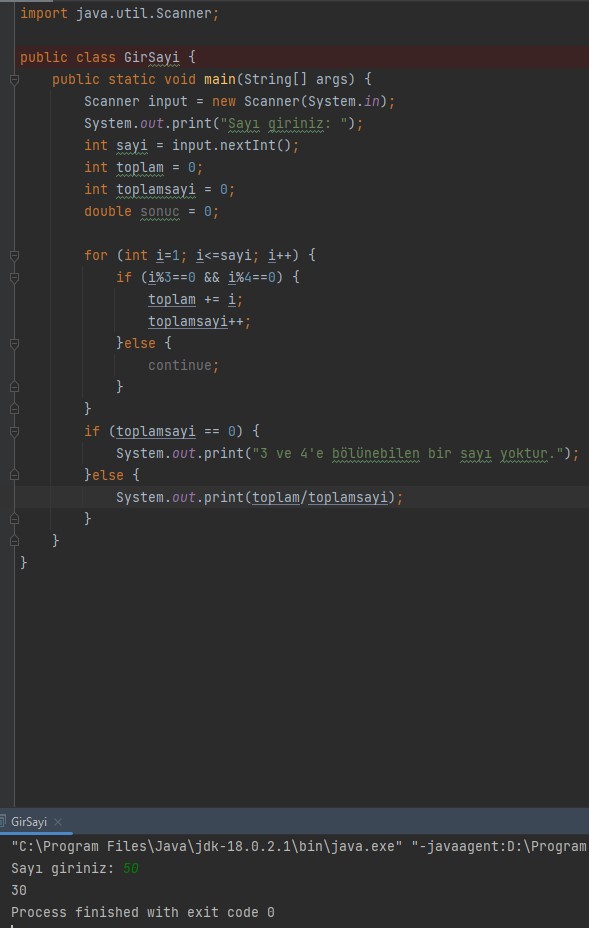 import java.util.Scanner;
public class GirSayi {
public static void main(String[] args) {
Scanner input = new Scanner(System.in);
System.out.print("Sayı giriniz: ");
int sayi = input.nextInt();
int toplam = 0;
int toplamsayi = 0;
double sonuc = 0;
for (int i=1; i<=sayi; i++) {
if (i%3==0 && i%4==0) {
toplam += i;
toplamsayi++;
}else {
continue;
}
}
if (toplamsayi == 0) {
System.out.print("3 ve 4'e bölünebilen bir sayı yoktur.");
}else {
System.out.print(toplam/toplamsayi);
}
}
}
GirSayi
"C:\Program Files\Java\jdk-18.0.2.1\bin\java.exe" "-javaagent:D:\Program
Sayı giriniz: 50
30
Process finished with exit code 0